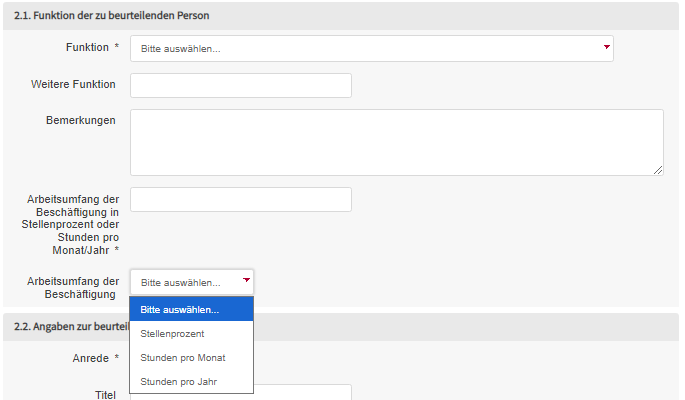 2.1. Funktion der zu beurteilenden Person
Funktion *
Bitte auswählen...
Weitere Funktion
Bemerkungen
Arbeitsumfang der
Beschäftigung in
Stellenprozent oder
Stunden pro
Monat/Jahr *
Arbeitsumfang der
Beschäftigung
Bitte auswählen...
Bitte auswählen...
Stellenprozent
Stunden pro Monat
Stunden pro Jahr
2.2. Angaben zur beurteil
Anrede *
Titel